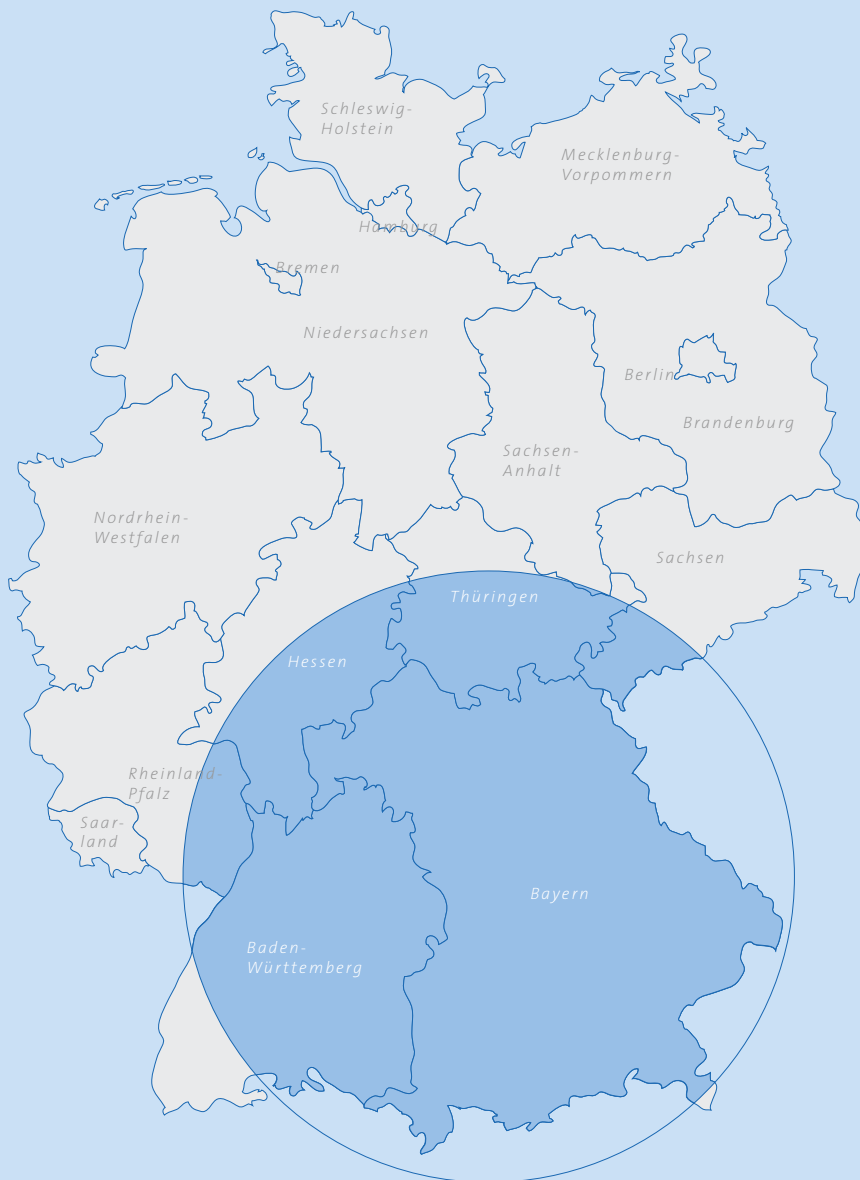 Schleswig-
Holstein
Mecklenburg-
Vorpommern
Hamburg
Bremen
Niedersachsen
Berlin
Brandenburg
Sachsen-
Anhalt
Nordrhein-
Westfalen
Sachsen
Thüringen
Hessen
Rheinland-
Pfalz
Saar-
land
Bayern
Baden-
Württemberg